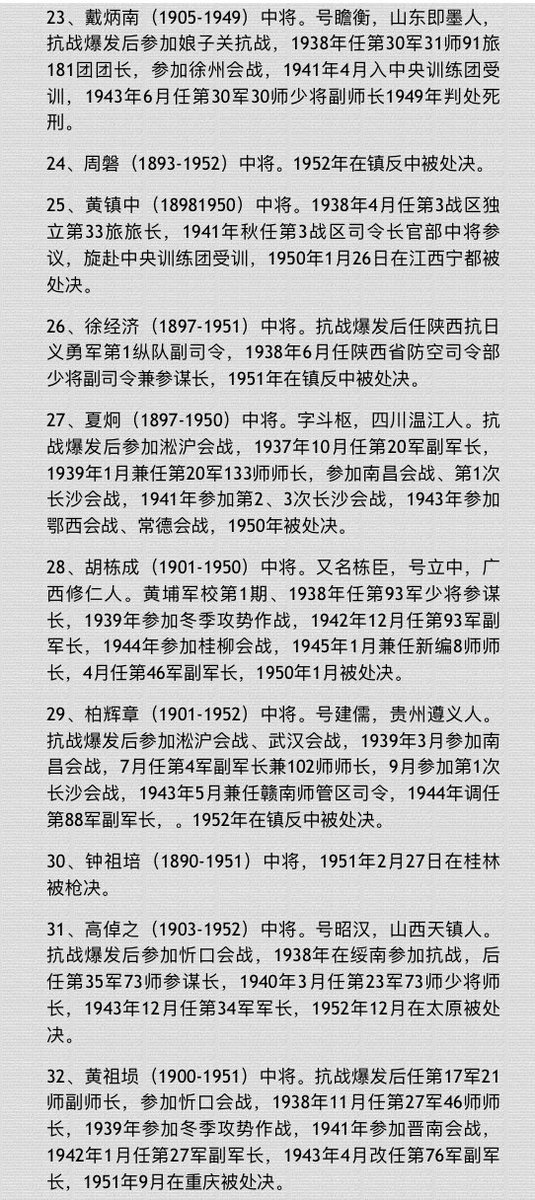 23、戴炳南（1905-1949）中将。号瞻衡，山东即墨人，
抗战爆发后参加娘子关抗战，1938年任第30军31师91旅
181团团长，参加徐州会战，1941年4月入中央训练团受
训，1943年6月任第30军30师少将副师长1949年判处死
刑。
24、周磐（1893-1952）中将。1952年在镇反中被处决。
25、黄镇中（18981950）中将。1938年4月任第3战区独
立第33旅旅长，1941年秋任第3战区司令长官部中将参
议，旋赴中央训练团受训，1950年1月26日在江西宁都被
处决。
26、徐经济（1897-1951）中将。抗战爆发后任陕西抗日
义勇军第1纵队副司令，1938年6月任陕西省防空司令部
少将副司令兼参谋长，1951年在镇反中被处决。
27、夏炯（1897-1950）中将。字斗枢，四川温江人。抗
战爆发后参加淞沪会战，1937年10月任第20军副军长，
1939年1月兼任第20军133师师长，参加南昌会战、第1次
长沙会战，1941年参加第2、3次长沙会战，1943年参加
鄂西会战、常德会战，1950年被处决。
28、胡栋成（1901-1950）中将。又名栋臣，号立中，广
西修仁人。黄埔军校第1期、1938年任第93军少将参谋
长，1939年参加冬季攻势作战，1942年12月任第93军副
军长，1944年参加桂柳会战，1945年1月兼任新编8师师
长，4月任第46军副军长，1950年1月被处决。
29、柏辉章（1901-1952）中将。号建儒，贵州遵义人。
抗战爆发后参加淞沪会战、武汉会战，1939年3月参加南
昌会战，7月任第4军副军长兼102师师长，9月参加第1次
长沙会战，1943年5月兼任赣南师管区司令，1944年调任
第88军副军长，。1952年在镇反中被处决。
30、钟祖培（1890-1951）中将，1951年2月27日在桂林
被枪决。
31、高倬之（1903-1952）中将。号昭汉，山西天镇人。
抗战爆发后参加忻口会战，1938年在绥南参加抗战，后
任第35军73师参谋长，1940年3月任第23军73师少将师
长，1943年12月任第34军军长，1952年12月在太原被处
决。
32、黄祖埙（1900-1951）中将。抗战爆发后任第17军21
师副师长，参加忻口会战，1938年11月任第27军46师师
长，1939年参加冬季攻势作战，1941年参加晋南会战，
1942年1月任第27军副军长，1943年4月改任第76军副军
长，1951年9月在重庆被处决。